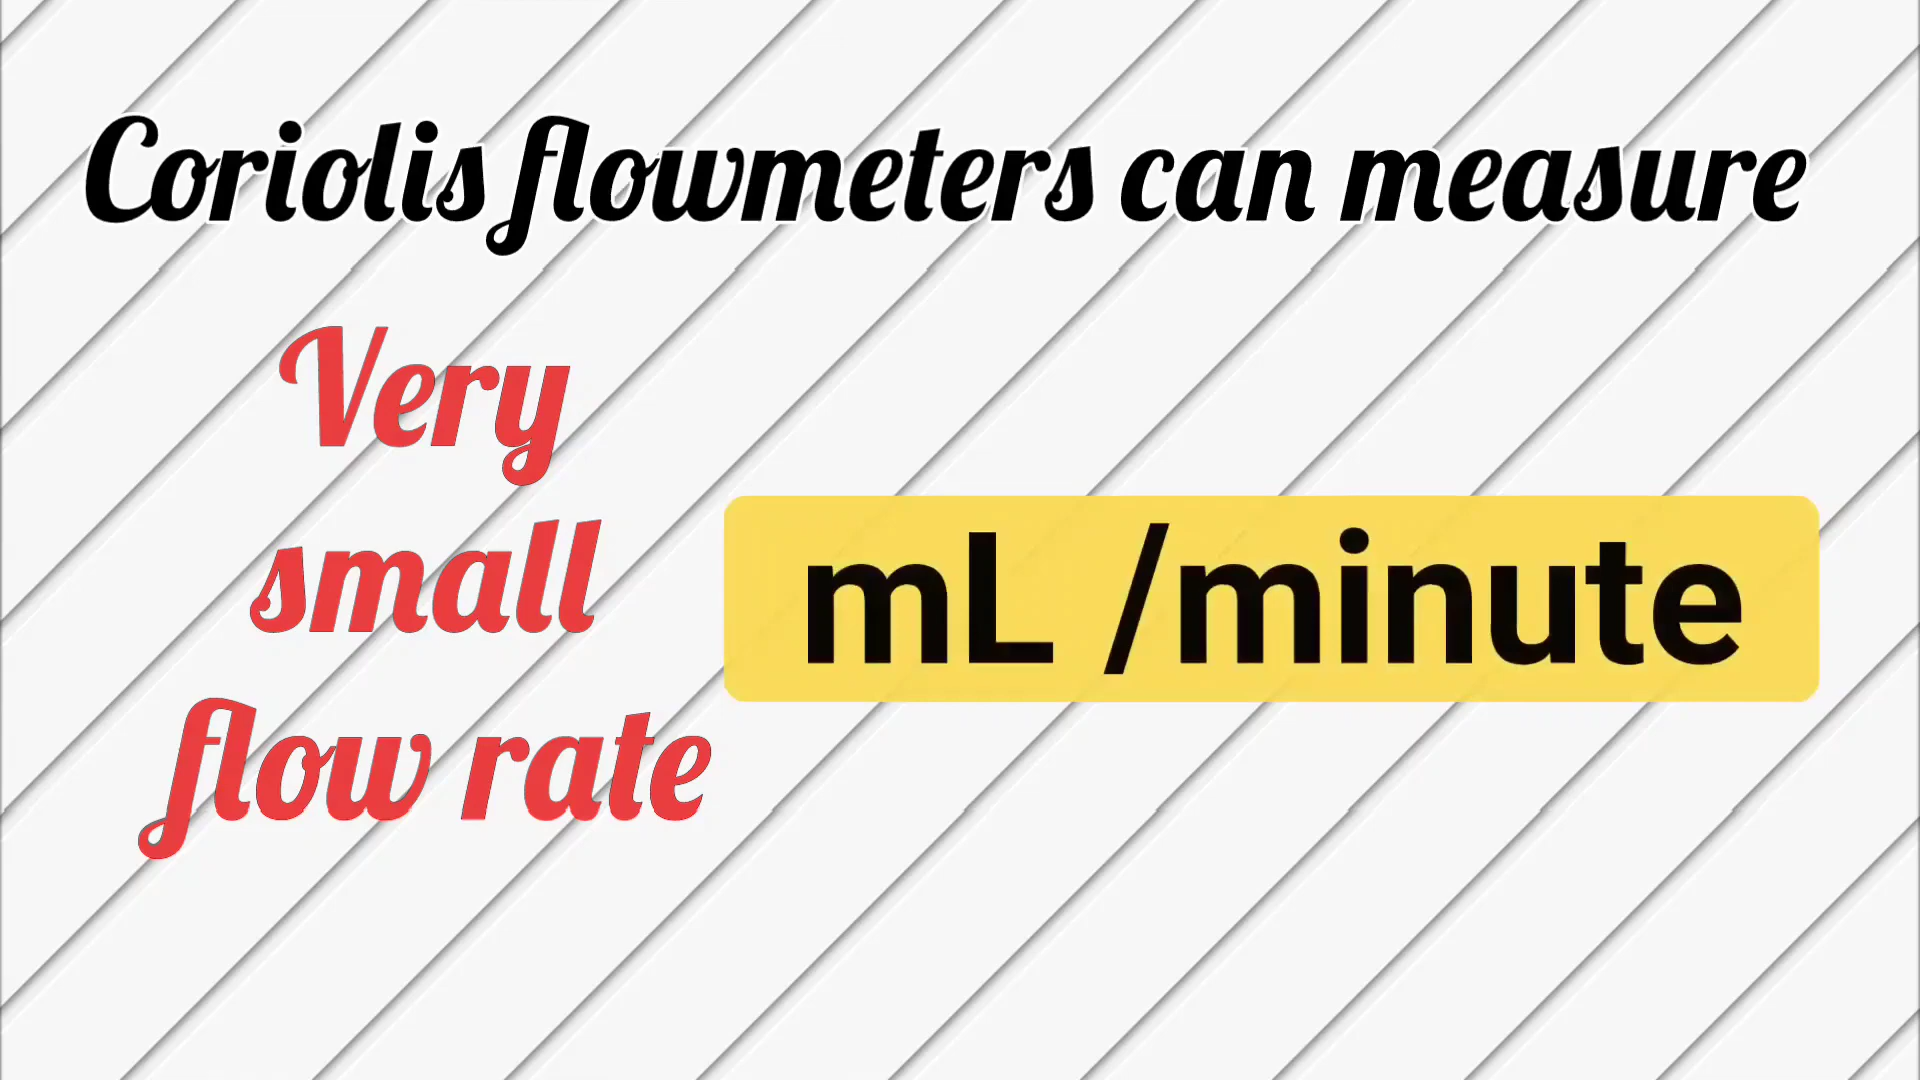 Coriolis flowmeters can measure
Very
small
flow rate
mL /minute